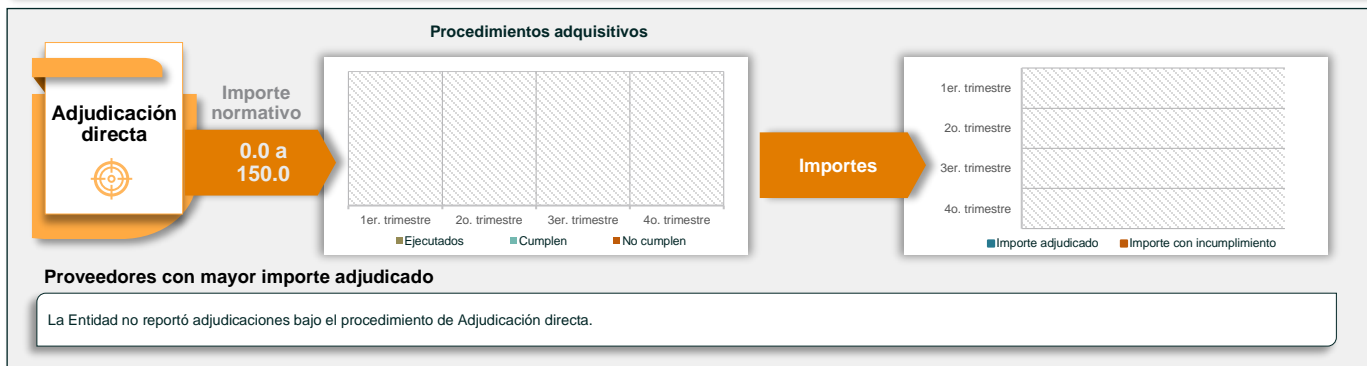 Procedimientos adquisitivos
Adjudicación
directa
Importe
normativo
0.0 a
150.0
1er. trimestre
2o. trimestre
3er. trimestre
4o. trimestre
Ejecutados
Cumplen
No cumplen
Importes
1er. trimestre
2o. trimestre
3er. trimestre
4o. trimestre
Importe adjudicado
Importe con incumplimiento
Proveedores con mayor importe adjudicado
La Entidad no reportó adjudicaciones bajo el procedimiento de Adjudicación directa.